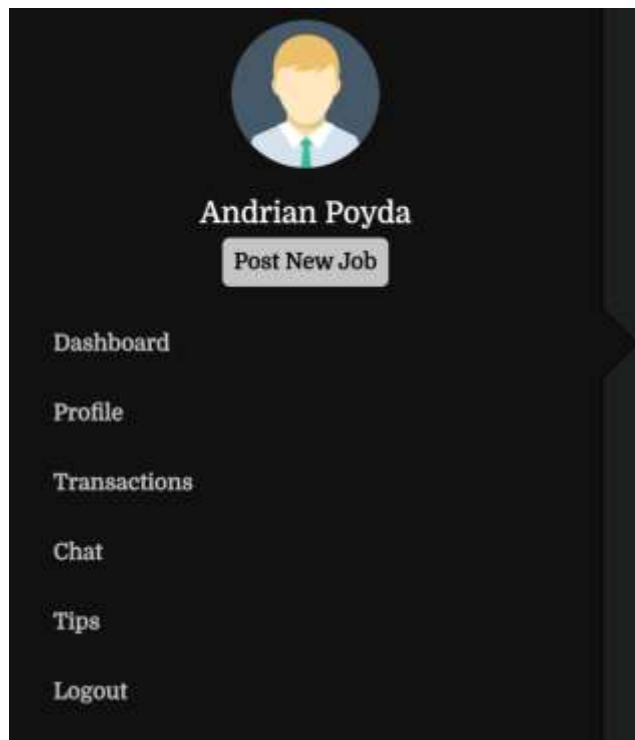 Andrian Poyda
Post New Job
Dashboard
Profile
Transactions
Chat
Tips
Logout